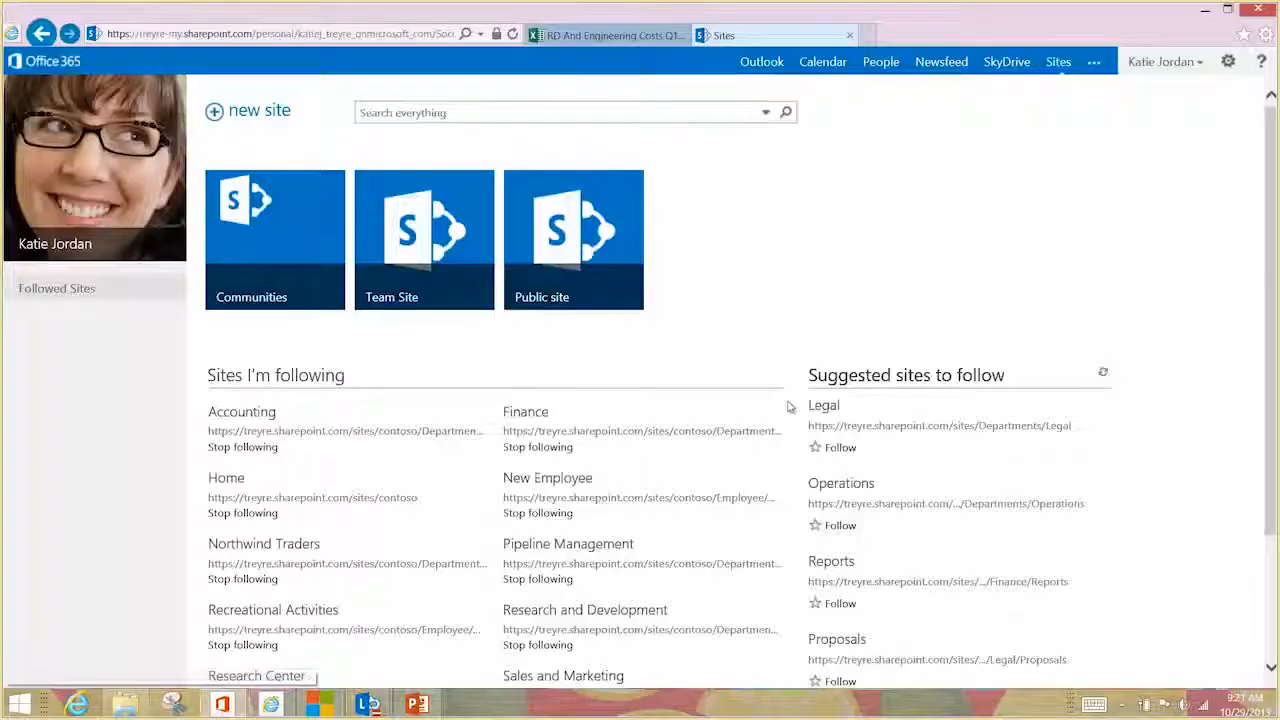 https://treyre-my.sharepoint.com/personal/katiej_treyre_onmicrosoft_com/Soci...
RD And Engineering Costs Q1...
Sites
Office 365
Outlook
Calendar
People
Newsfeed
SkyDrive
Sites
...
Katie Jordan
?
new site
Search everything
Katie Jordan
Followed Sites
S
Communities
S
Team Site
S
Public site
Sites I'm following
Accounting
https://treyre.sharepoint.com/sites/contoso/Departmen...
Stop following
Finance
https://treyre.sharepoint.com/sites/contoso/Department...
Stop following
Home
https://treyre.sharepoint.com/sites/contoso
Stop following
New Employee
https://treyre.sharepoint.com/sites/contoso/Employee/...
Stop following
Northwind Traders
https://treyre.sharepoint.com/sites/contoso/Department...
Stop following
Pipeline Management
https://treyre.sharepoint.com/sites/contoso/Department...
Stop following
Recreational Activities
https://treyre.sharepoint.com/sites/contoso/Employee/...
Stop following
Research and Development
https://treyre.sharepoint.com/sites/contoso/Departmen...
Stop following
Research Center
Sales and Marketing
Suggested sites to follow
Legal
https://treyre.sharepoint.com/sites/Departments/Legal
Follow
Operations
https://treyre.sharepoint.com/.../Departments/Operations
Follow
Reports
https://treyre.sharepoint.com/sites/.../Finance/Reports
Follow
Proposals
https://treyre.sharepoint.com/sites/.../Legal/Proposals
Follow
9:21 AM
10/29/2013